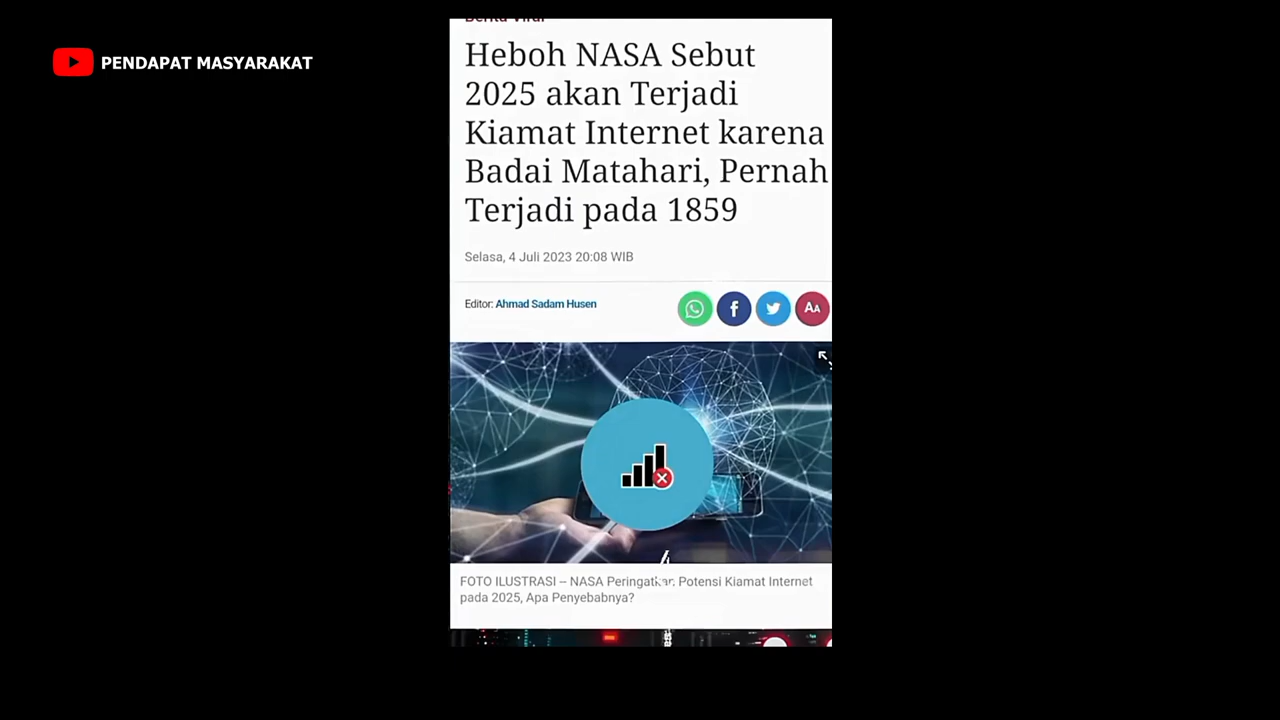 PENDAPAT MASYARAKAT
Berita Viral
Heboh NASA Sebut
2025 akan Terjadi
Kiamat Internet karena
Badai Matahari, Pernah
Terjadi pada 1859
Selasa, 4 Juli 2023 20:08 WIB
Editor: Ahmad Sadam Husen
AA
FOTO ILUSTRASI -- NASA Peringatkan Potensi Kiamat Internet
pada 2025, Apa Penyebabnya?